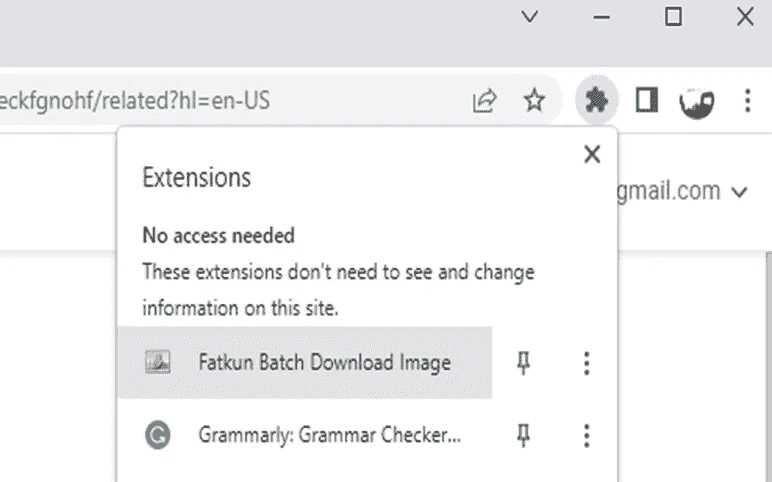 eckfgnohf/related?hl=en-US
Extensions
gmail.com
No access needed
These extensions don't need to see and change
information on this site.
Fatkun Batch Download Image
Grammarly: Grammar Checker...